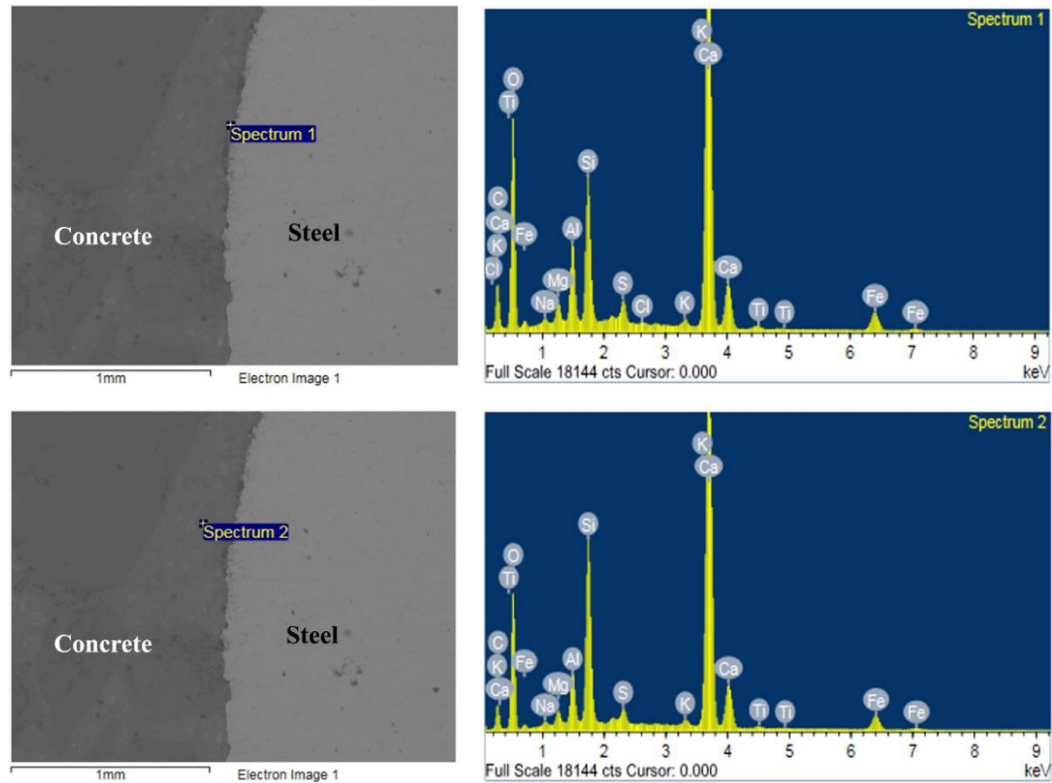 Spectrum 1
Concrete
Steel
1mm
Electron Image 1
Spectrum 1
K
Ca
O
Ti
Si
C
Ca
K
Cl
Fe
Al
Mg
Na
S
Cl
K
Ca
Ti
Ti
Fe
Fe
1 2 3 4 5 6 7 8 9
Full Scale 18144 cts Cursor: 0.000
keV
Spectrum 2
Concrete
Steel
1mm
Electron Image 1
Spectrum 2
K
Ca
Si
O
Ti
C
K
Ca
Fe
Al
Mg
Na
S
K
Ca
Ti
Ti
Fe
Fe
1 2 3 4 5 6 7 8 9
Full Scale 18144 cts Cursor: 0.000
keV